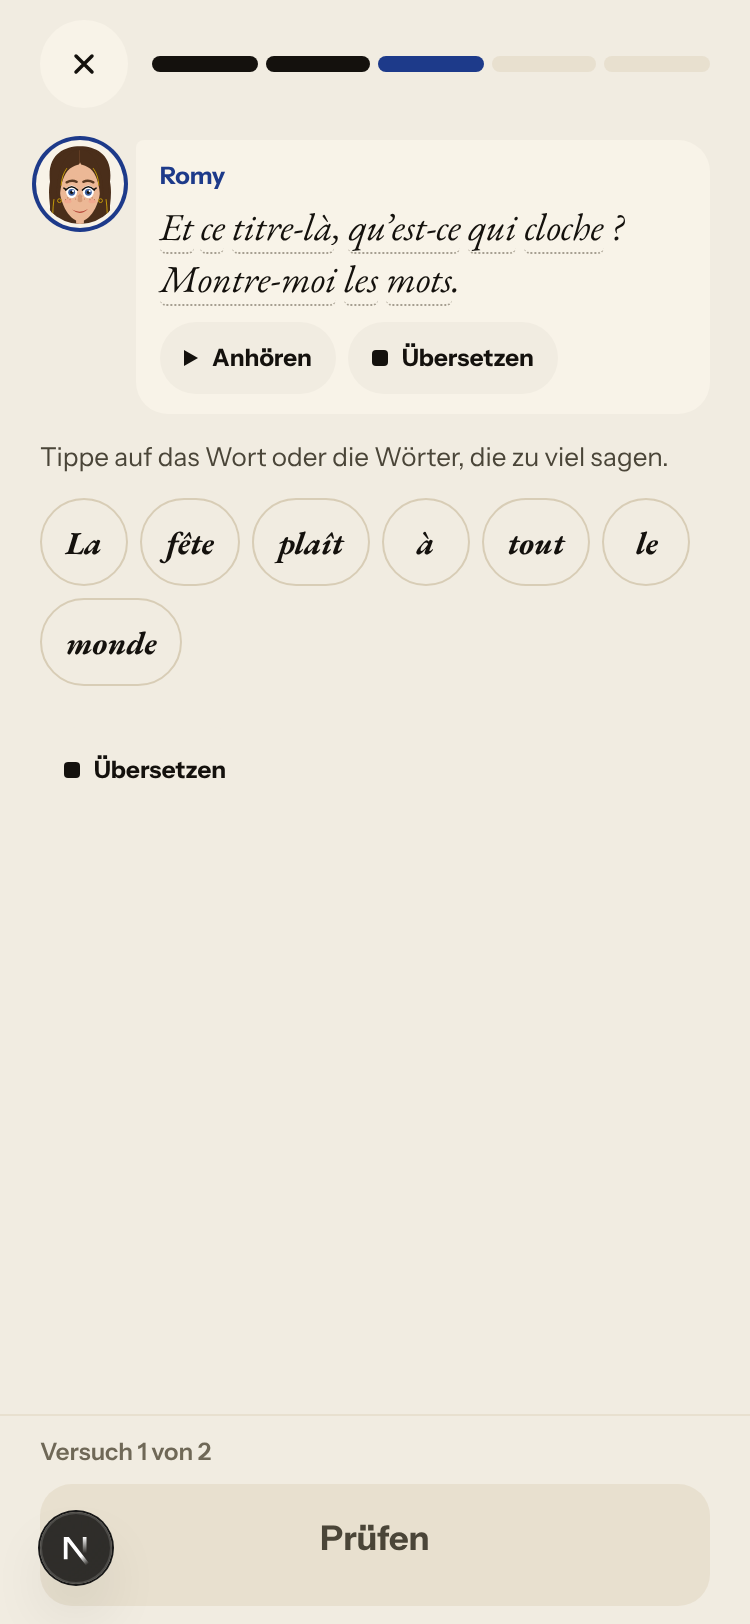 Romy
Et ce titre-là, qu’est-ce qui cloche ?
Montre-moi les mots.
Anhören
Übersetzen
Tippe auf das Wort oder die Wörter, die zu viel sagen.
La
fête
plaît
à
tout
le
monde
Übersetzen
Versuch 1 von 2
Prüfen
N